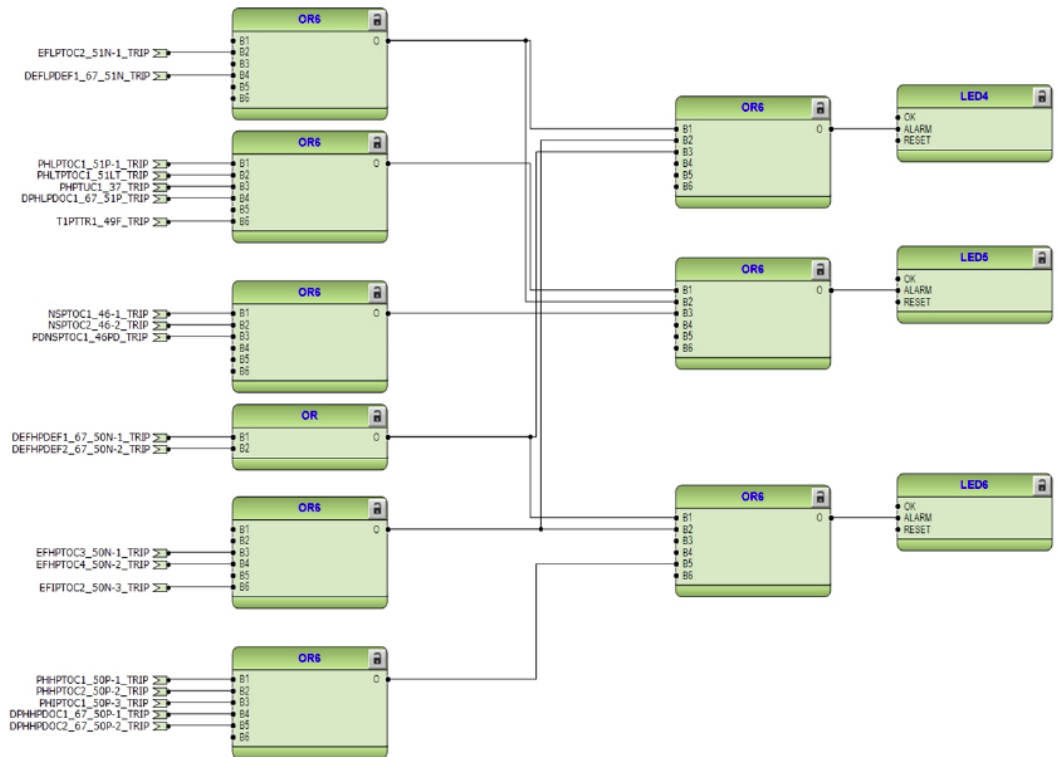 OR6
B1 O
EFLPTOC2_51N-1_TRIP B2
B3
DEFLPDEF1_67_51N_TRIP B4
B5
B6
OR6
PHLPTOC1_51P-1_TRIP B1 O
PHLTPTOC1_51LT_TRIP B2
PHPTUC1_37_TRIP B3
DPHLPDOC1_67_51P_TRIP B4
B5
T1PTTR1_49F_TRIP B6
OR6
NSPTOC1_46-1_TRIP B1 O
NSPTOC2_46-2_TRIP B2
PDNSPTOC1_46PD_TRIP B3
B4
B5
B6
OR
DEFHPDEF1_67_50N-1_TRIP B1 O
DEFHPDEF2_67_50N-2_TRIP B2
OR6
B1 O
B2
EFHPTOC3_50N-1_TRIP B3
EFHPTOC4_50N-2_TRIP B4
B5
EFIPTOC2_50N-3_TRIP B6
OR6
PHHPTOC1_50P-1_TRIP B1 O
PHHPTOC2_50P-2_TRIP B2
PHIPTOC1_50P-3_TRIP B3
DPHHPDOC1_67_50P-1_TRIP B4
DPHHPDOC2_67_50P-2_TRIP B5
B6
OR6
B1 O
B2
B3
B4
B5
B6
LED4
OK
ALARM
RESET
OR6
B1 O
B2
B3
B4
B5
B6
LED5
OK
ALARM
RESET
OR6
B1 O
B2
B3
B4
B5
B6
LED6
OK
ALARM
RESET